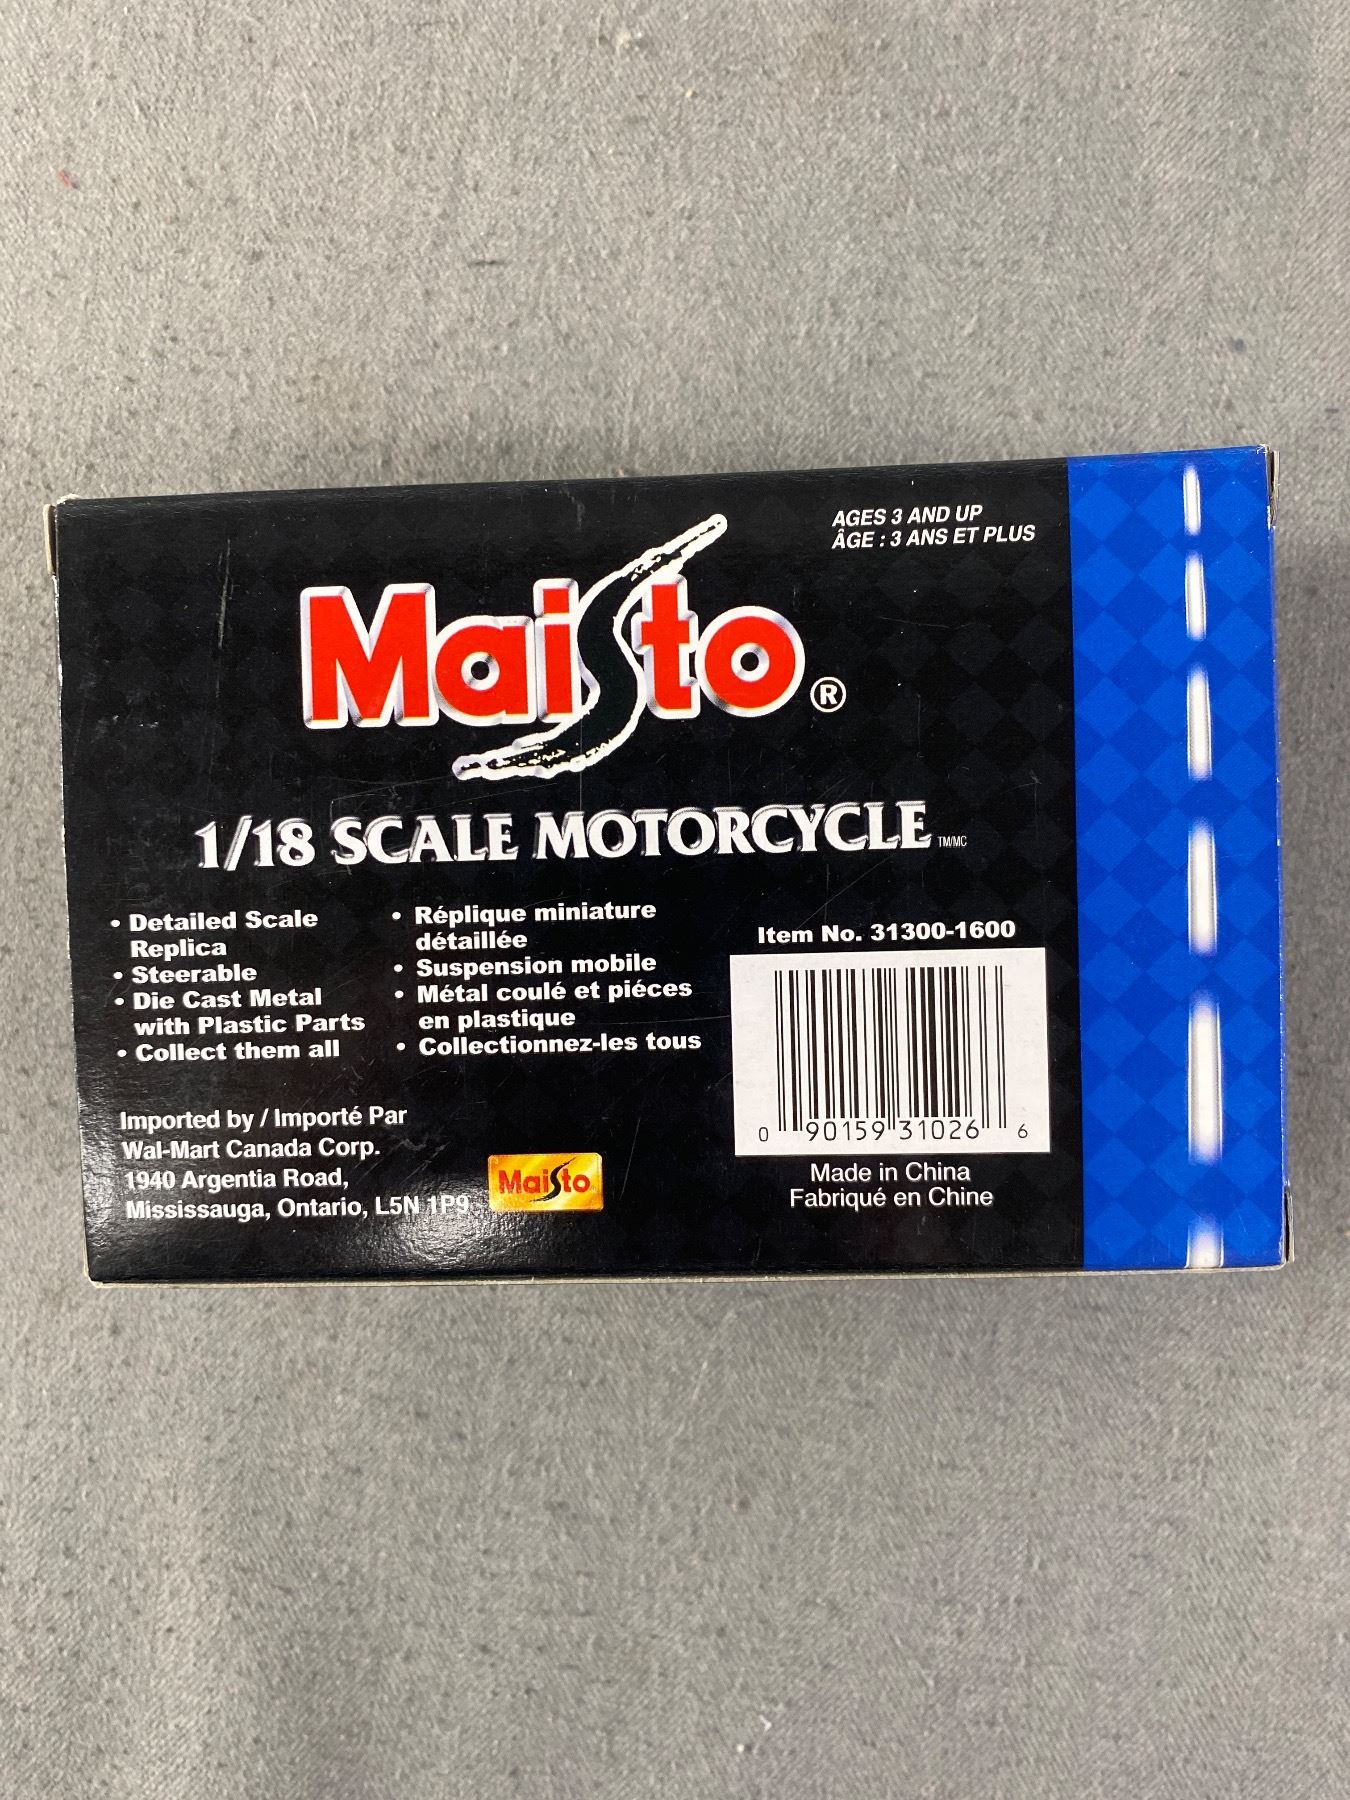 AGES 3 AND UP
ÂGE : 3 ANS ET PLUS
Maisto®
1/18 SCALE MOTORCYCLE TM/MC
• Detailed Scale
Replica
• Steerable
• Die Cast Metal
with Plastic Parts
• Collect them all
• Réplique miniature
détaillée
• Suspension mobile
• Métal coulé et piéces
en plastique
• Collectionnez-les tous
Item No. 31300-1600
0 90159 31026 6
Made in China
Fabriqué en Chine
Imported by / Importé Par
Wal-Mart Canada Corp.
1940 Argentia Road,
Mississauga, Ontario, L5N 1P9
Maisto